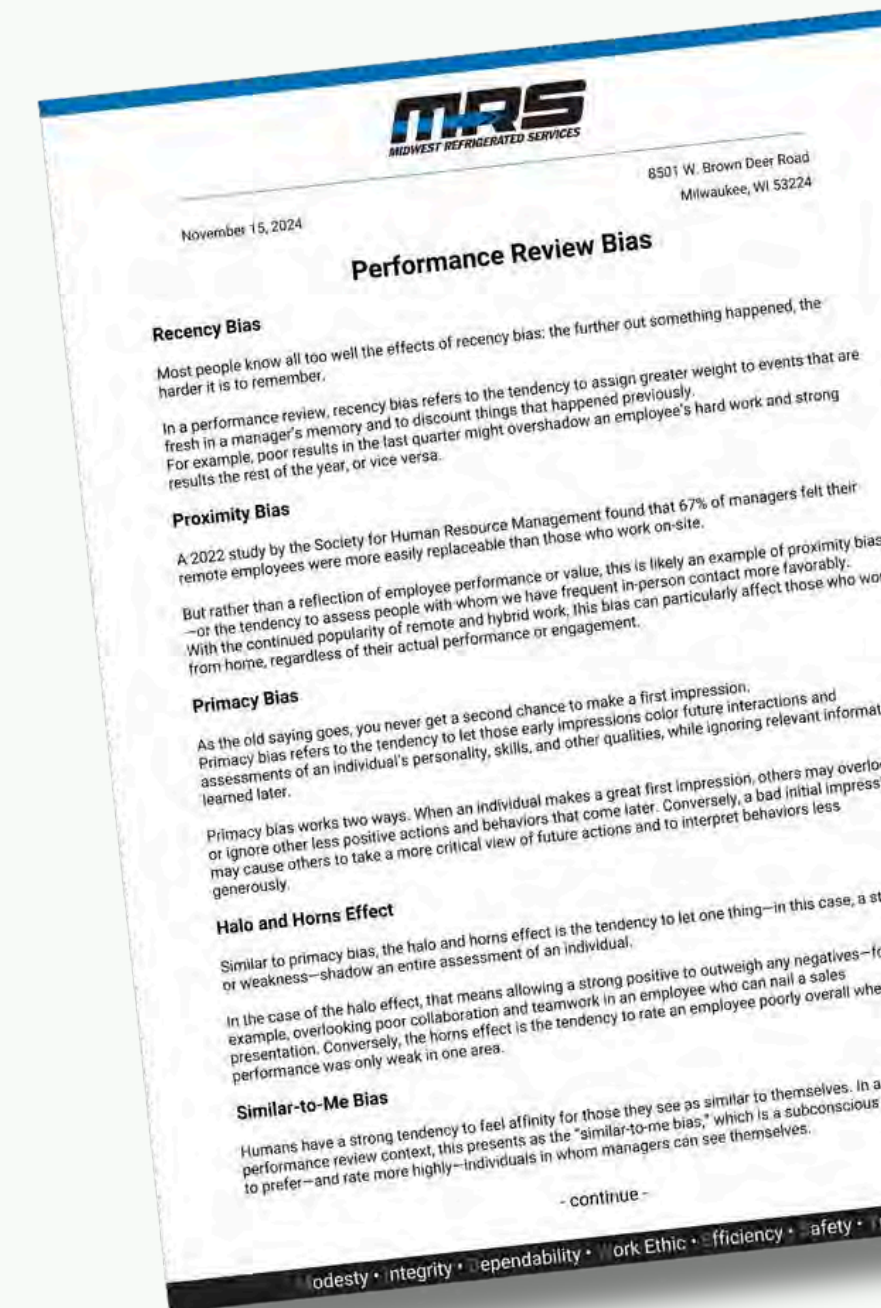 MRS
MIDWEST REFRIGERATED SERVICES
8501 W. Brown Deer Road
Milwaukee, WI 53224
November 15, 2024
Performance Review Bias
Recency Bias
Most people know all too well the effects of recency bias: the further out something happened, the
harder it is to remember.
In a performance review, recency bias refers to the tendency to assign greater weight to events that are
fresh in a manager's memory and to discount things that happened previously.
For example, poor results in the last quarter might overshadow an employee's hard work and strong
results the rest of the year, or vice versa.
Proximity Bias
A 2022 study by the Society for Human Resource Management found that 67% of managers felt their
remote employees were more easily replaceable than those who work on-site.
But rather than a reflection of employee performance or value, this is likely an example of proximity bias
—or the tendency to assess people with whom we have frequent in-person contact more favorably.
With the continued popularity of remote and hybrid work, this bias can particularly affect those who
from home, regardless of their actual performance or engagement.
Primacy Bias
As the old saying goes, you never get a second chance to make a first impression.
Primacy bias refers to the tendency to let those early impressions color future interactions and
assessments of an individual's personality, skills, and other qualities, while ignoring relevant
learned later.
Primacy bias works two ways. When an individual makes a great first impression, others may
or ignore other less positive actions and behaviors that come later. Conversely, a bad initial
may cause others to take a more critical view of future actions and to interpret behaviors less
generously.
Halo and Horns Effect
Similar to primacy bias, the halo and horns effect is the tendency to let one thing—in this case, a
or weakness—shadow an entire assessment of an individual.
In the case of the halo effect, that means allowing a strong positive to outweigh any negatives—
example, overlooking poor collaboration and teamwork in an employee who can nail a sales
presentation. Conversely, the horns effect is the tendency to rate an employee poorly overall
performance was only weak in one area.
Similar-to-Me Bias
Humans have a strong tendency to feel affinity for those they see as similar to themselves. In a
performance review context, this presents as the "similar-to-me bias," which is a subconscious
to prefer—and rate more highly—individuals in whom managers can see themselves.
- continue -
odesty • ntegrity • ependability • ork Ethic • fficiency • afety •